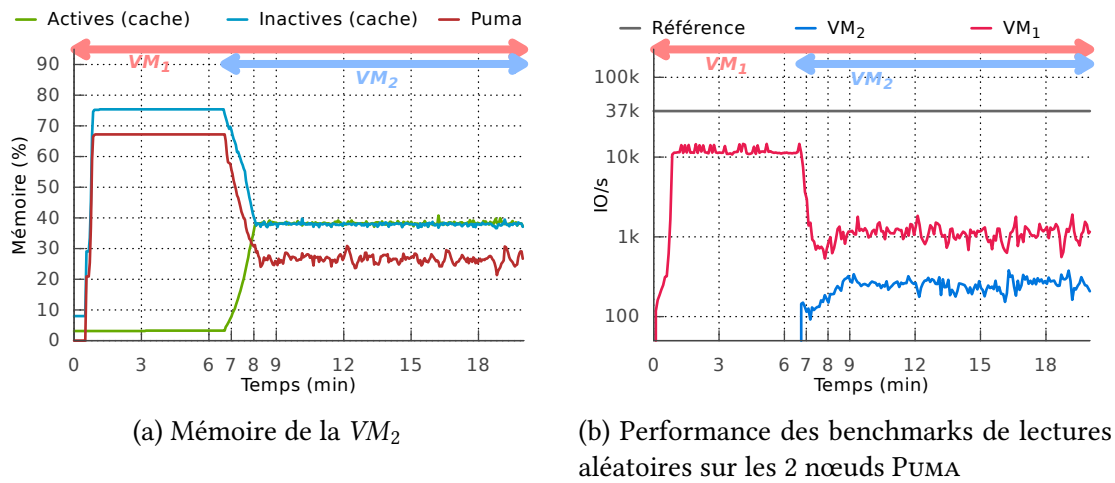 Actives (cache) Inactives (cache) Puma
VM1
VM2
90
80
70
60
50
40
30
20
10
0
Mémoire (%)
0 1 3 6 7 8 9 12 15 18
Temps (min)
(a) Mémoire de la VM2
Référence VM2 VM1
VM1
VM2
100k
37k
10k
1k
100
IO/s
0 1 3 6 7 8 9 12 15 18
Temps (min)
(b) Performance des benchmarks de lectures
aléatoires sur les 2 nœuds PUMA